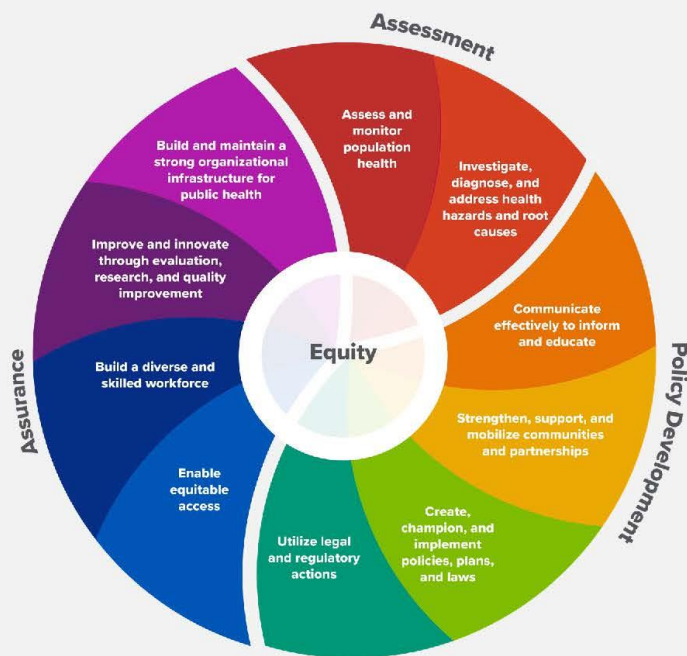 Assessment
Assess and
monitor
population
health
Investigate,
diagnose, and
address health
hazards and root
causes
Policy Development
Communicate
effectively to inform
and educate
Strengthen, support, and
mobilize communities
and partnerships
Create,
champion, and
implement
policies, plans,
and laws
Utilize legal
and regulatory
actions
Assurance
Enable
equitable
access
Build a diverse and
skilled workforce
Improve and innovate
through evaluation,
research, and quality
improvement
Build and maintain a
strong organizational
infrastructure for
public health
Equity